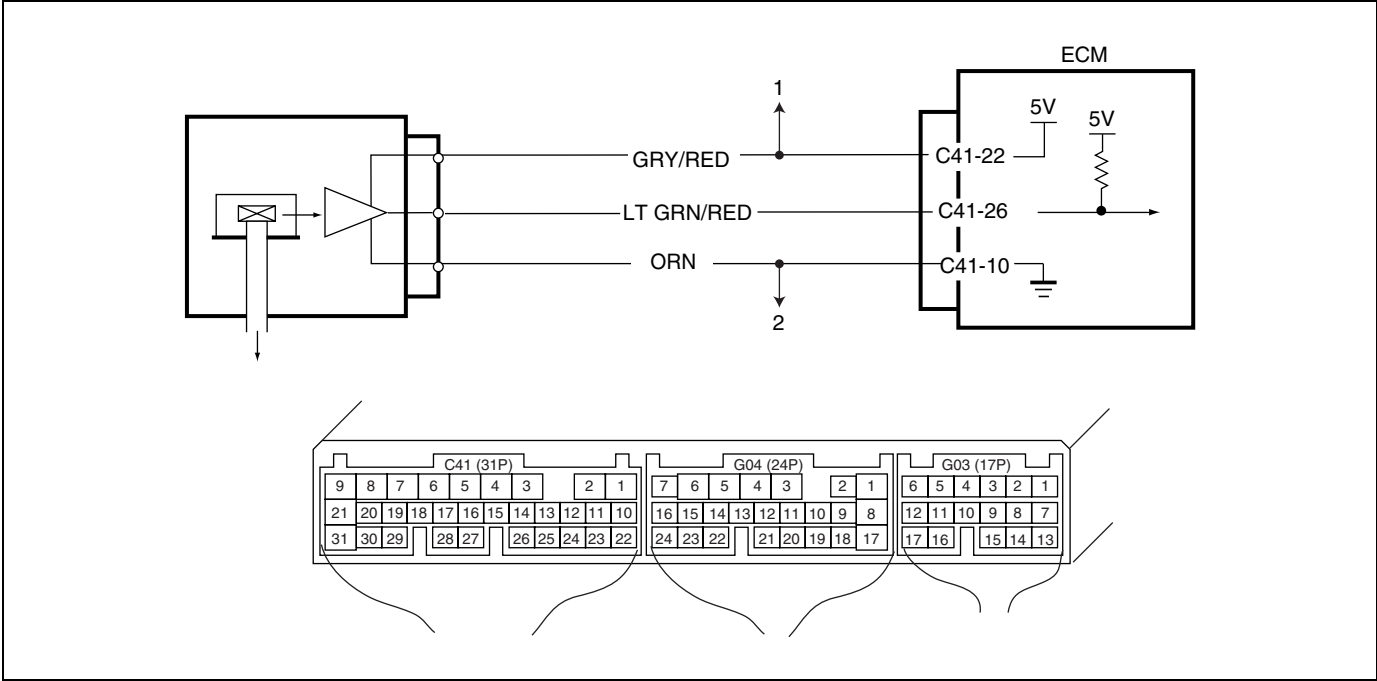 ECM
1
5V
5V
GRY/RED
C41-22
LT GRN/RED
C41-26
ORN
C41-10
2
C41 (31P)
G04 (24P)
G03 (17P)
9 8 7 6 5 4 3 2 1
7 6 5 4 3 2 1
6 5 4 3 2 1
21 20 19 18 17 16 15 14 13 12 11 10
16 15 14 13 12 11 10 9 8
12 11 10 9 8 7
31 30 29 28 27 26 25 24 23 22
24 23 22 21 20 19 18 17
17 16 15 14 13